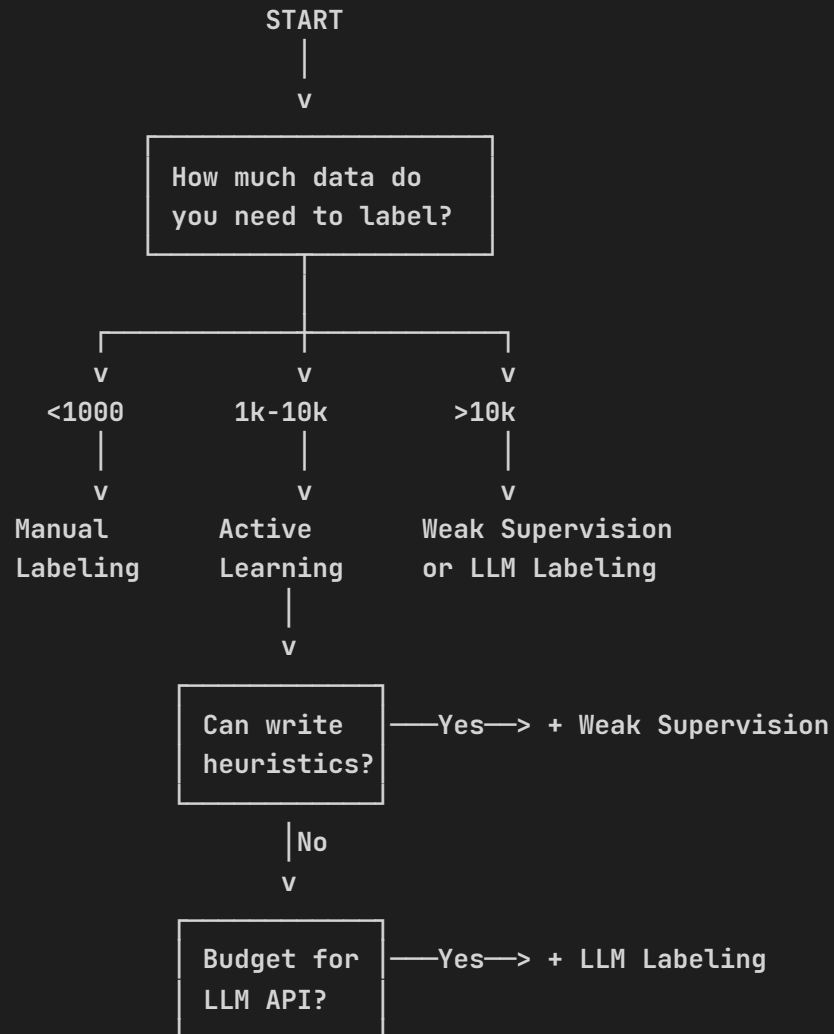 START
v
How much data do
you need to label?
v v v
<1000 1k-10k >10k
v v v
Manual Active Weak Supervision
Labeling Learning or LLM Labeling
v
Can write Yes > + Weak Supervision
heuristics?
No
v
Budget for Yes > + LLM Labeling
LLM API?